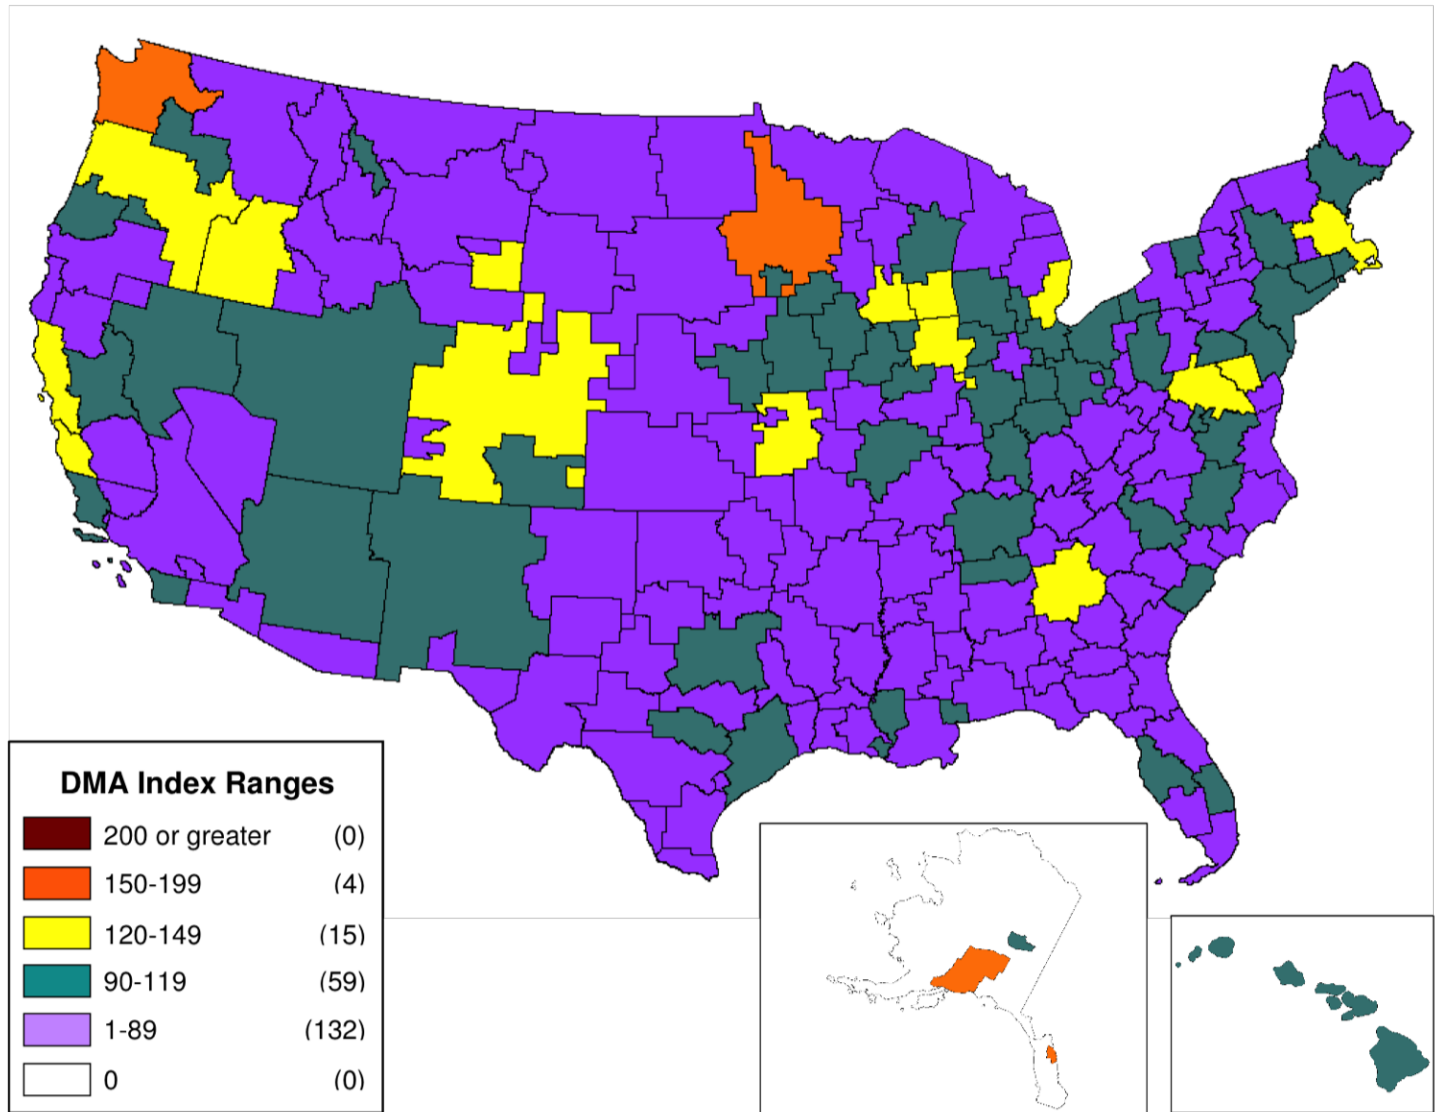 DMA Index Ranges
200 or greater (0)
150-199 (4)
120-149 (15)
90-119 (59)
1-89 (132)
0 (0)